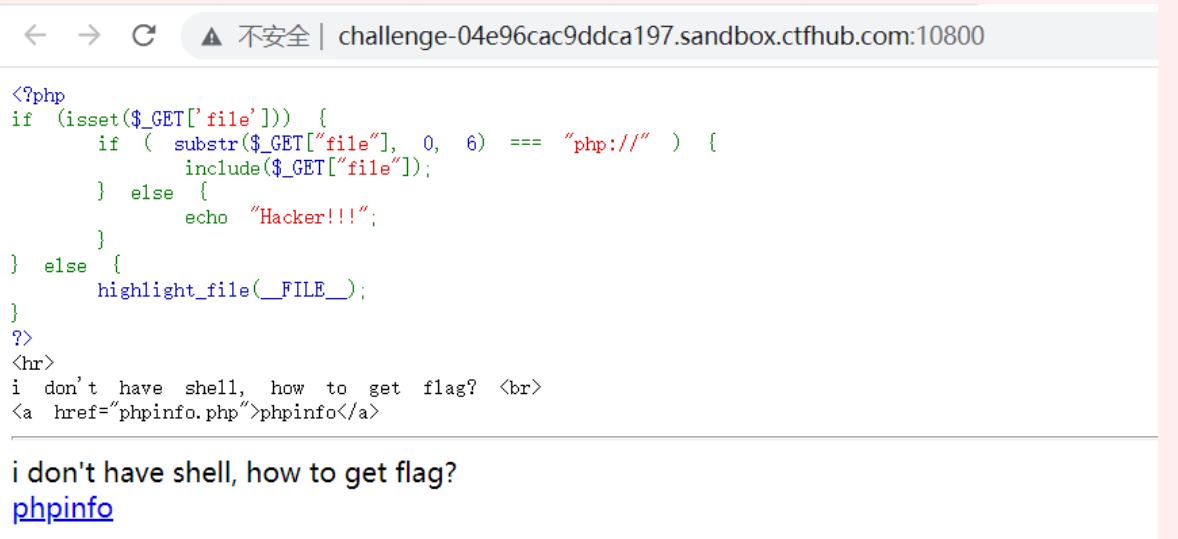 不安全 | challenge-04e96cac9ddca197.sandbox.ctfhub.com:10800
<?php
if (isset($_GET['file'])) {
if ( substr($_GET["file"], 0, 6) === "php://" ) {
include($_GET["file"]);
} else {
echo "Hacker!!!";
}
} else {
highlight_file(__FILE__);
}
?>
<hr>
i don't have shell, how to get flag? <br>
<a href="phpinfo.php">phpinfo</a>
i don't have shell, how to get flag?
phpinfo